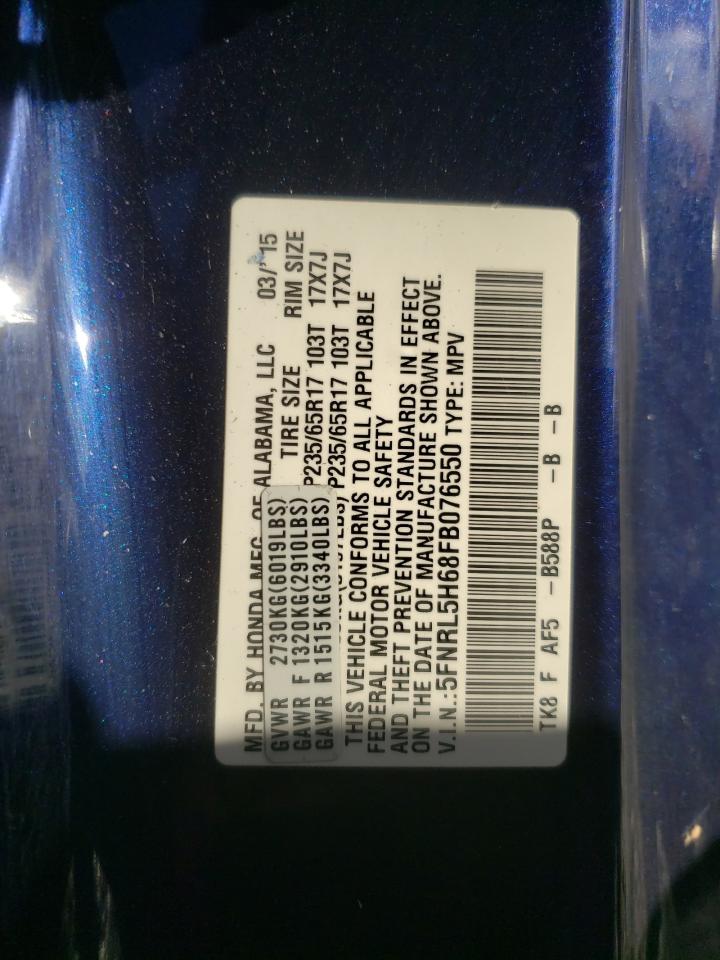 MFD. BY HONDA MFG. OF ALABAMA, LLC 03/'15
GVWR 2730KG(6019LBS) TIRE SIZE RIM SIZE
GAWR F 1320KG(2910LBS) P235/65R17 103T 17X7J
GAWR R 1515KG(3340LBS) P235/65R17 103T 17X7J
THIS VEHICLE CONFORMS TO ALL APPLICABLE
FEDERAL MOTOR VEHICLE SAFETY
AND THEFT PREVENTION STANDARDS IN EFFECT
ON THE DATE OF MANUFACTURE SHOWN ABOVE.
V.I.N.:5FNRL5H68FB076550 TYPE: MPV
TK8 F AF5 -B588P -B -B